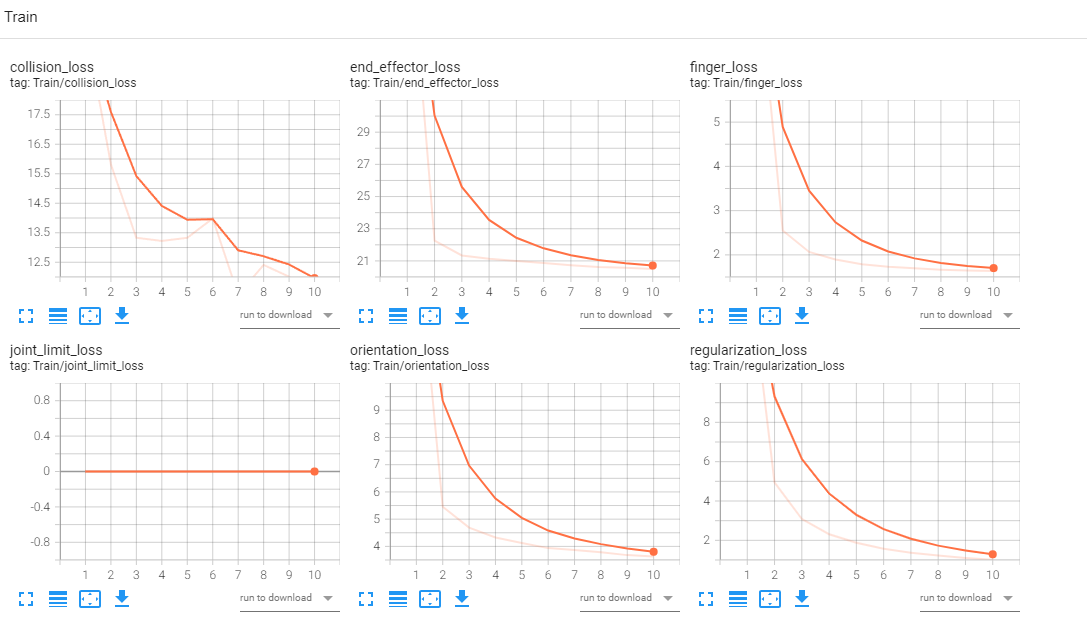 Train
collision_loss
tag: Train/collision_loss
17.5
16.5
15.5
14.5
13.5
12.5
1 2 3 4 5 6 7 8 9 10
run to download
end_effector_loss
tag: Train/end_effector_loss
29
27
25
23
21
1 2 3 4 5 6 7 8 9 10
run to download
finger_loss
tag: Train/finger_loss
5
4
3
2
1 2 3 4 5 6 7 8 9 10
run to download
joint_limit_loss
tag: Train/joint_limit_loss
0.8
0.4
0
-0.4
-0.8
1 2 3 4 5 6 7 8 9 10
run to download
orientation_loss
tag: Train/orientation_loss
9
8
7
6
5
4
1 2 3 4 5 6 7 8 9 10
run to download
regularization_loss
tag: Train/regularization_loss
8
6
4
2
1 2 3 4 5 6 7 8 9 10
run to download